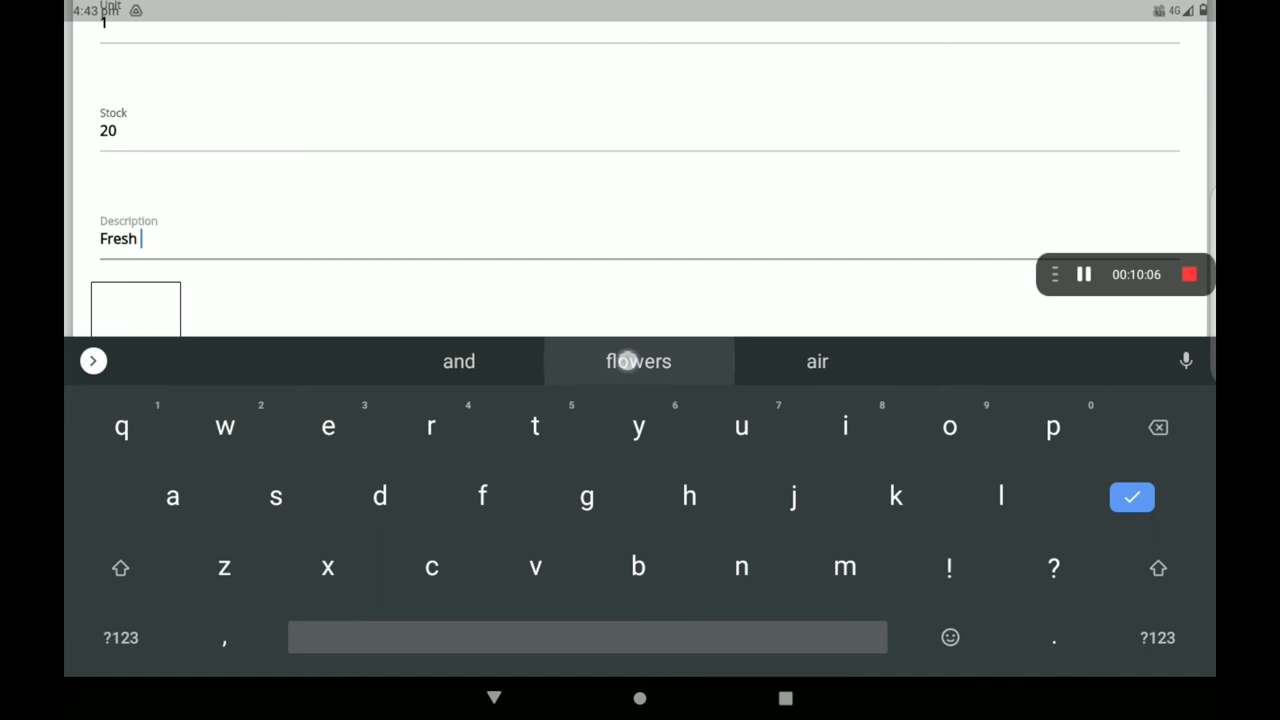 4:43 pm
Unit
4G
1
Stock
20
Description
Fresh
00:10:06
and flowers air
1 2 3 4 5 6 7 8 9 0
q w e r t y u i o p
a s d f g h j k l
z x c v b n m ! ?
?123 , . ?123